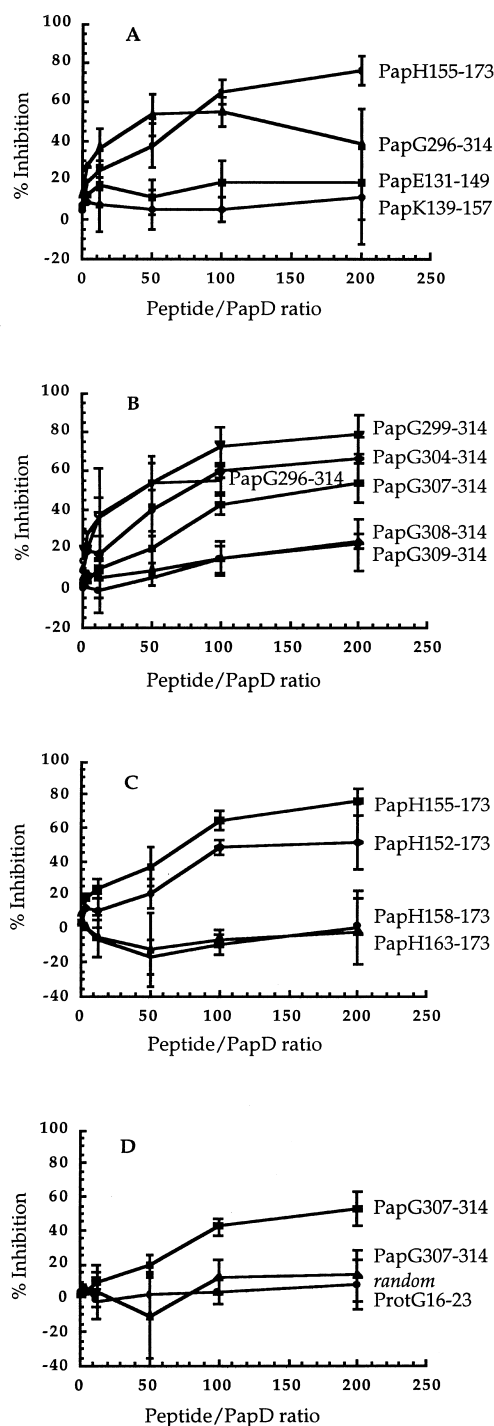 A
100
80
60
40
20
0
-20
% Inhibition
0 50 100 150 200 250
Peptide/PapD ratio
PapH155-173
PapG296-314
PapE131-149
PapK139-157
B
100
80
60
40
20
0
-20
% Inhibition
0 50 100 150 200 250
Peptide/PapD ratio
PapG299-314
PapG304-314
PapG296-314
PapG307-314
PapG308-314
PapG309-314
C
100
80
60
40
20
0
-20
-40
% Inhibition
0 50 100 150 200 250
Peptide/PapD ratio
PapH155-173
PapH152-173
PapH158-173
PapH163-173
D
100
80
60
40
20
0
-20
-40
% Inhibition
0 50 100 150 200 250
Peptide/PapD ratio
PapG307-314
PapG307-314
random
ProtG16-23